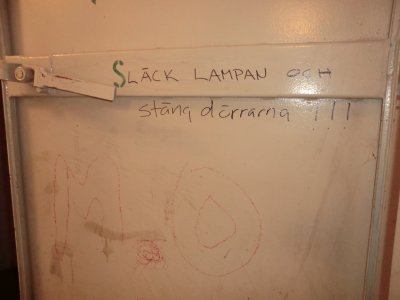 SLÄCK LAMPAN OCH
stäng dörrarna !!!
M.O